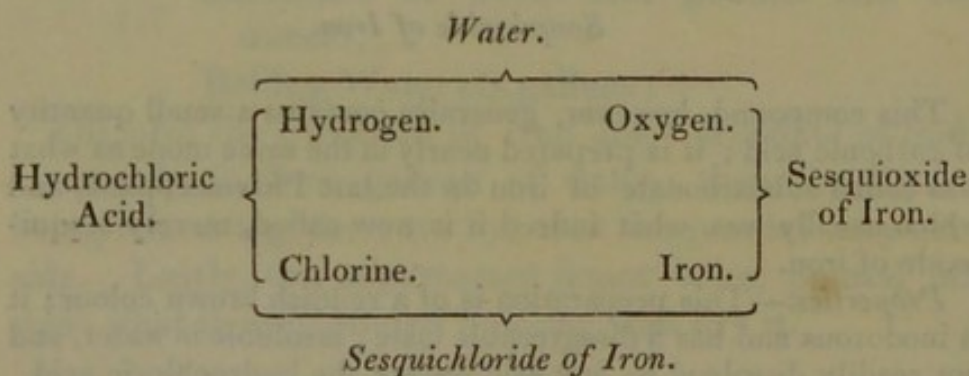 Water.
Hydrogen. Oxygen.
Hydrochloric Acid. Sesquioxide of Iron.
Chlorine. Iron.
Sesquichloride of Iron.